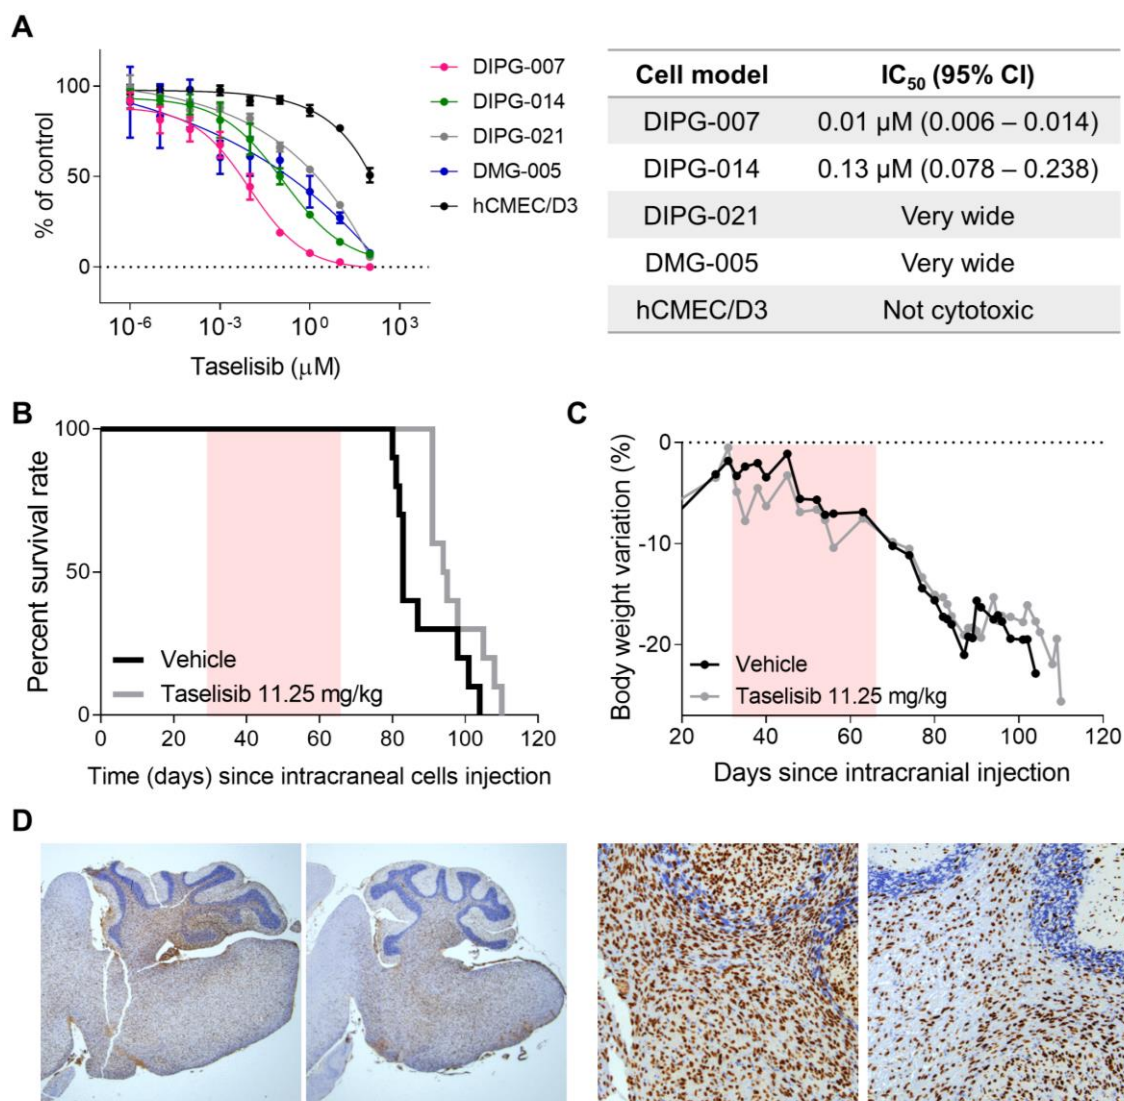 A
100
50
0
% of control
10⁻⁶ 10⁻³ 10⁰ 10³
Taselisib (μM)
DIPG-007
DIPG-014
DIPG-021
DMG-005
hCMEC/D3
Cell model IC₅₀ (95% CI)
DIPG-007 0.01 µM (0.006 – 0.014)
DIPG-014 0.13 µM (0.078 – 0.238)
DIPG-021 Very wide
DMG-005 Very wide
hCMEC/D3 Not cytotoxic
B
100
50
0
Percent survival rate
Vehicle
Taselisib 11.25 mg/kg
0 20 40 60 80 100 120
Time (days) since intracraneal cells injection
C
0
-10
-20
Body weight variation (%)
Vehicle
Taselisib 11.25 mg/kg
20 40 60 80 100 120
Days since intracranial injection
D